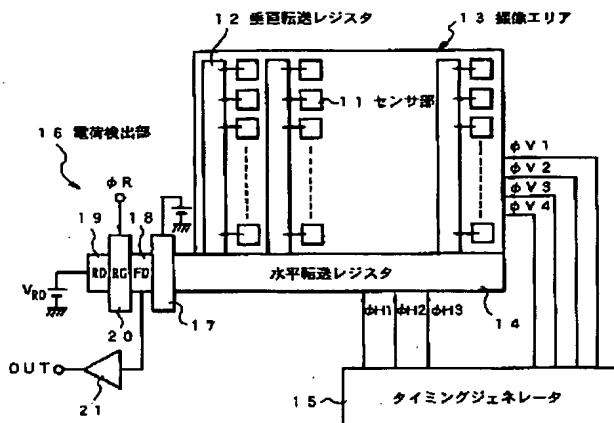 12 垂直転送レジスタ
13 撮像エリア
11 センサ部
16 電荷検出部
φR
19
18
RD
RG
FD
VRD
20
17
OUT
21
水平転送レジスタ
14
φV1
φV2
φV3
φV4
φH1
φH2
φH3
15
タイミングジェネレータ